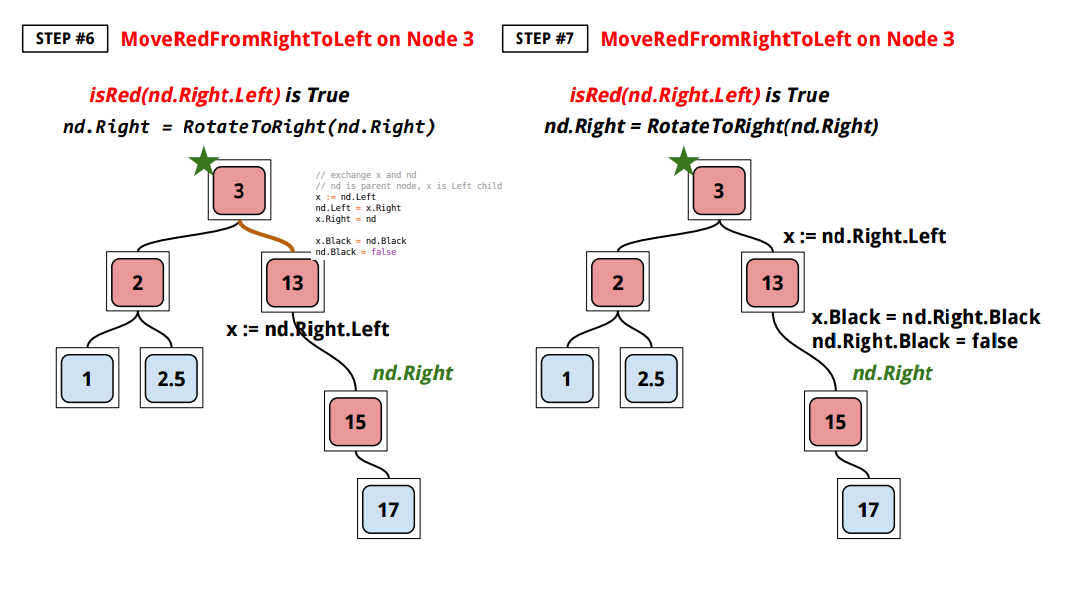 STEP #6 MoveRedFromRightToLeft on Node 3
isRed(nd.Right.Left) is True
nd.Right = RotateToRight(nd.Right)
3
// exchange x and nd
// nd is parent node, x is Left child
x := nd.Left
nd.Left = x.Right
x.Right = nd
x.Black = nd.Black
nd.Black = false
2
13
x := nd.Right.Left
1
2.5
nd.Right
15
17
STEP #7 MoveRedFromRightToLeft on Node 3
isRed(nd.Right.Left) is True
nd.Right = RotateToRight(nd.Right)
3
x := nd.Right.Left
2
13
x.Black = nd.Right.Black
nd.Right.Black = false
1
2.5
nd.Right
15
17